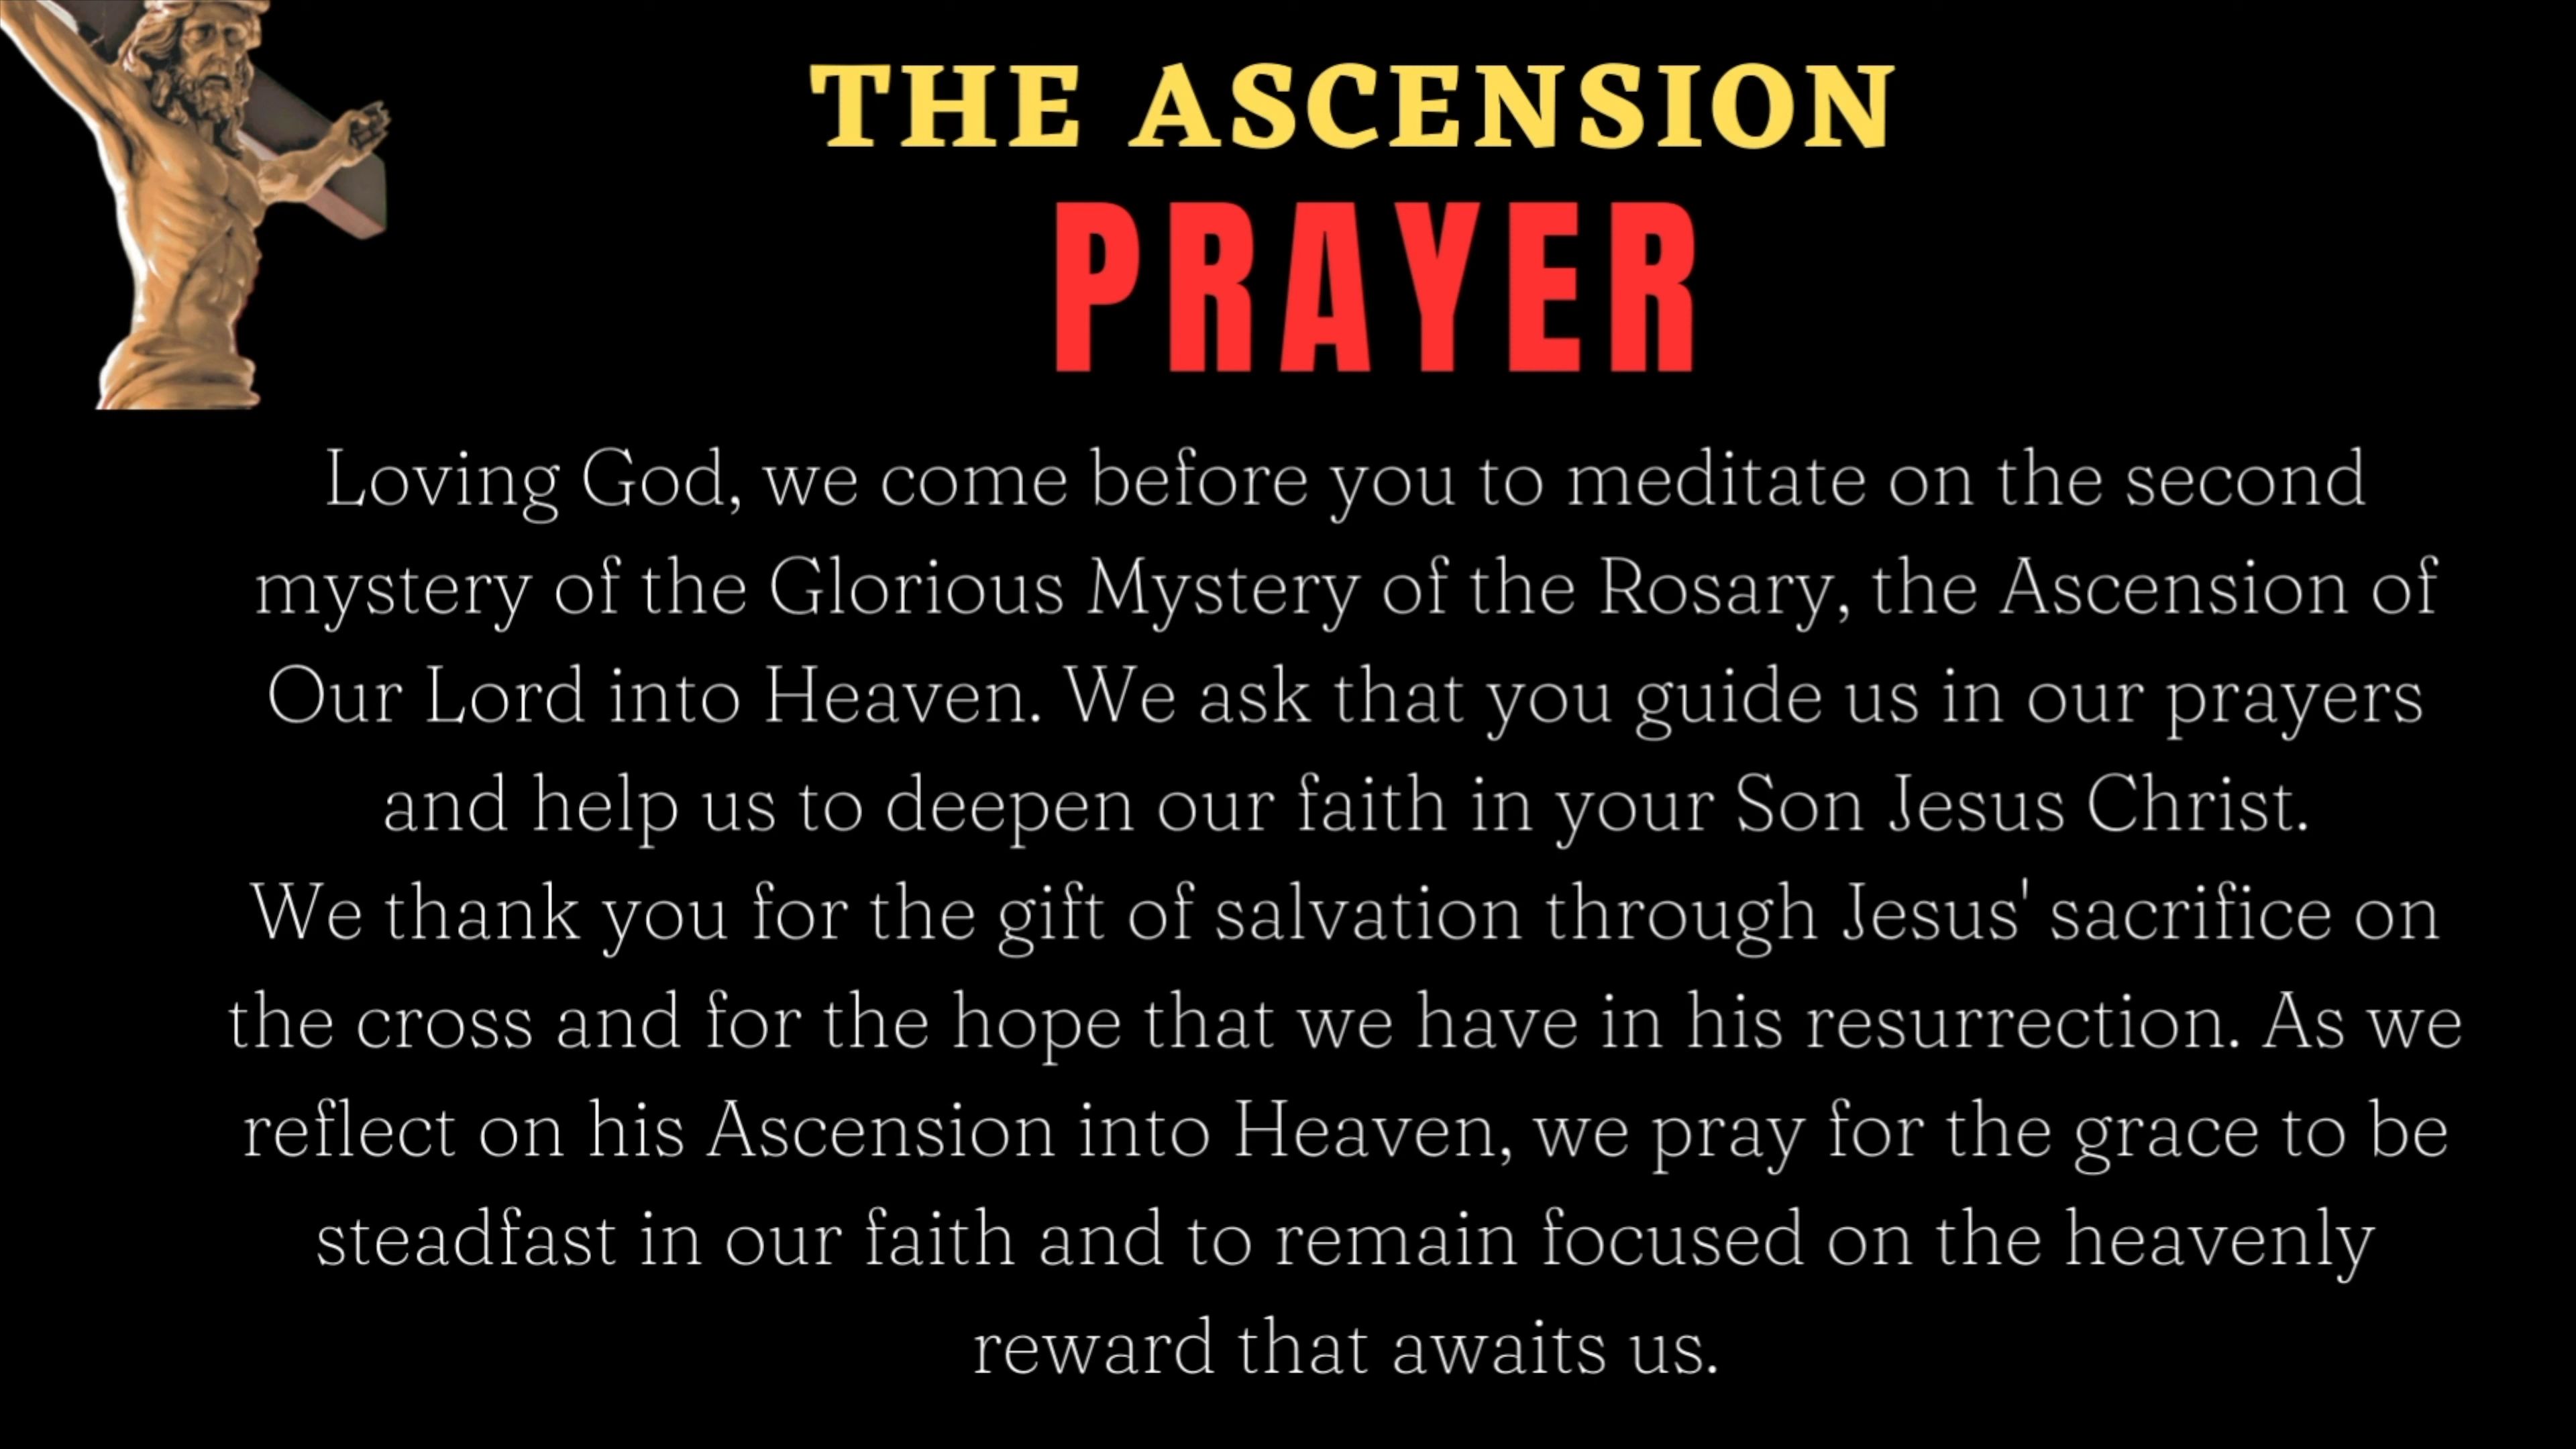 THE ASCENSION
PRAYER
Loving God, we come before you to meditate on the second
mystery of the Glorious Mystery of the Rosary, the Ascension of
Our Lord into Heaven. We ask that you guide us in our prayers
and help us to deepen our faith in your Son Jesus Christ.
We thank you for the gift of salvation through Jesus' sacrifice on
the cross and for the hope that we have in his resurrection. As we
reflect on his Ascension into Heaven, we pray for the grace to be
steadfast in our faith and to remain focused on the heavenly
reward that awaits us.